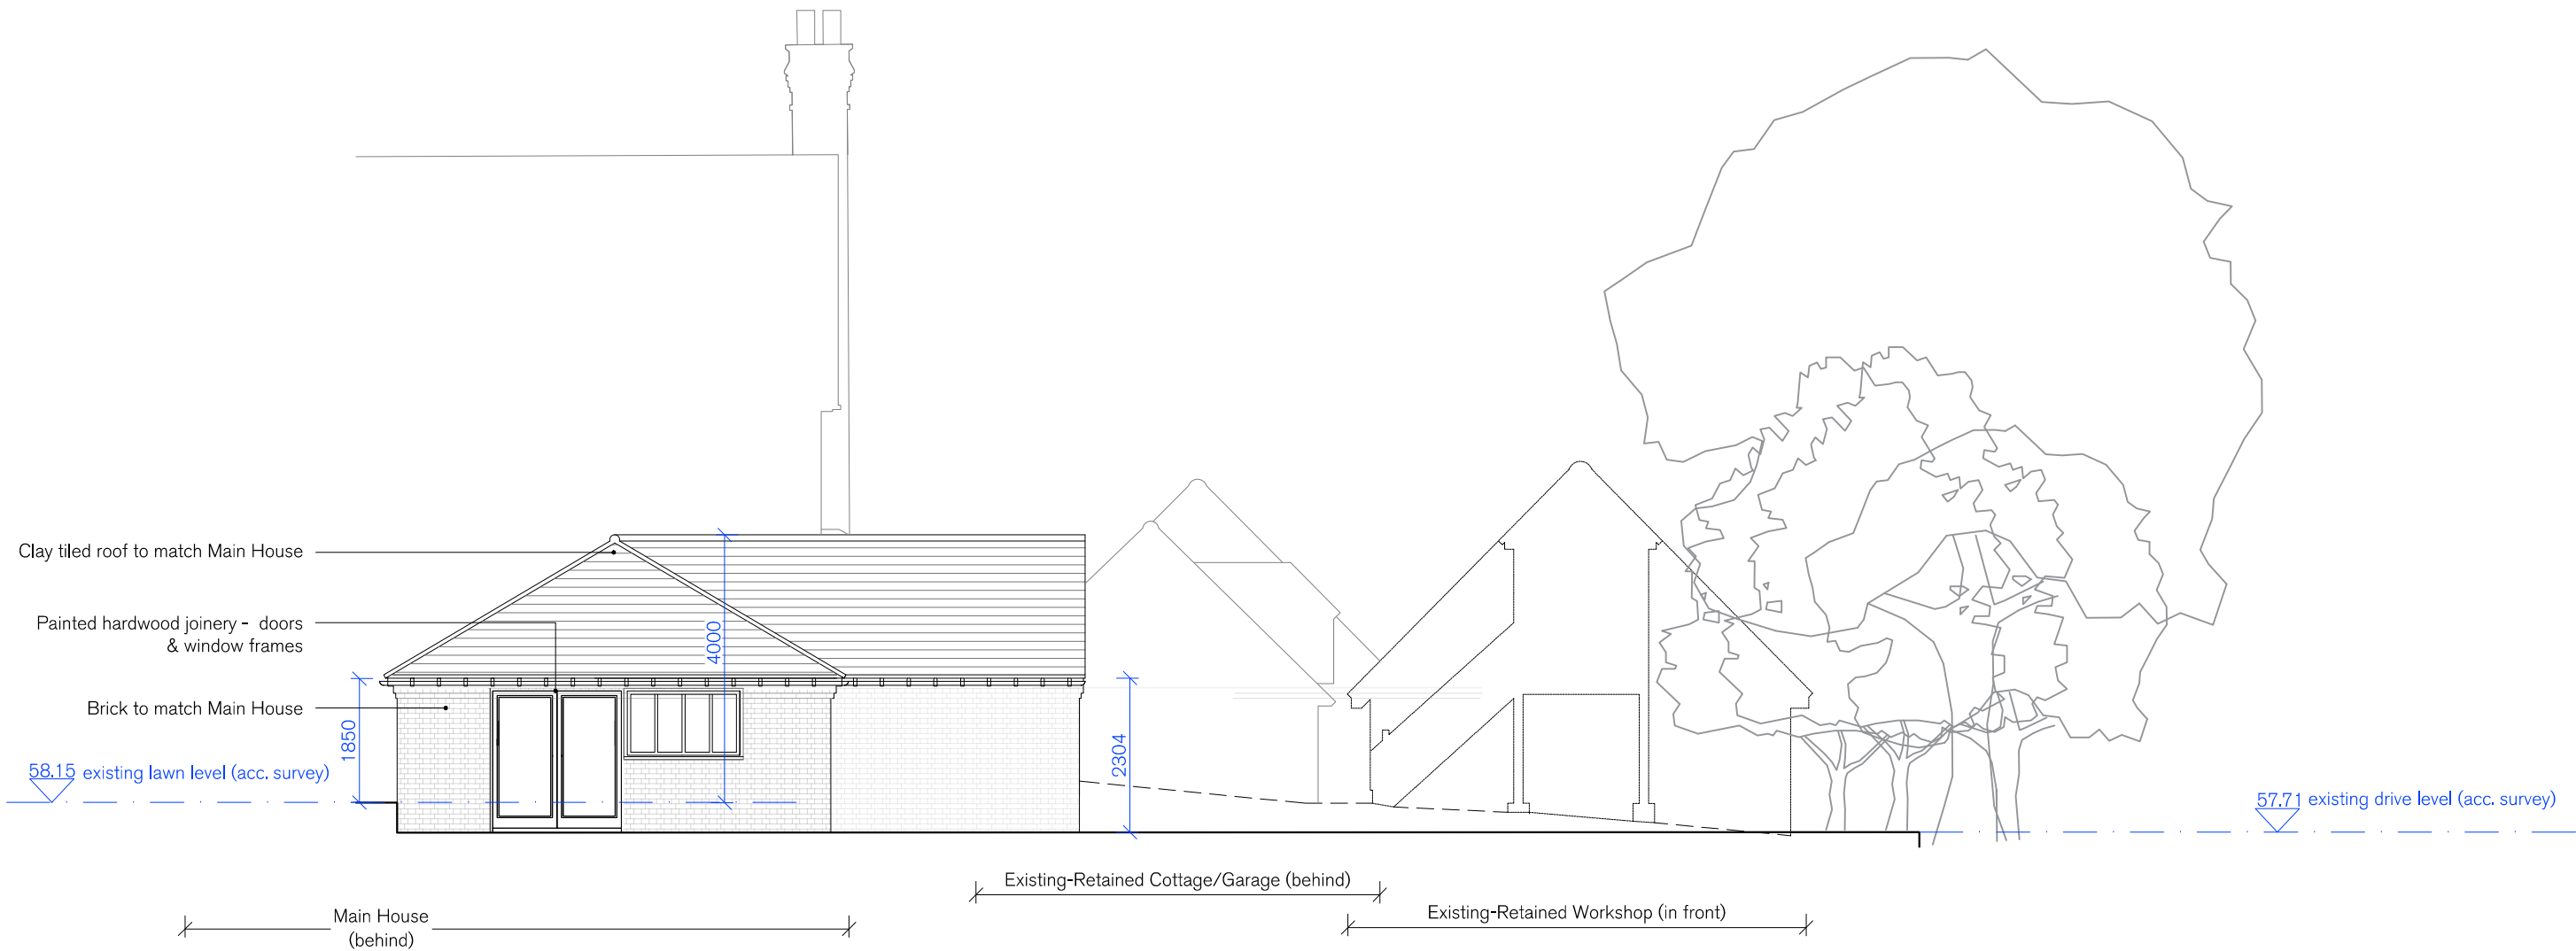 Clay tiled roof to match Main House
Painted hardwood joinery - doors
& window frames
Brick to match Main House
4000
1850
2304
58.15 existing lawn level (acc. survey)
57.71 existing drive level (acc. survey)
Existing-Retained Cottage/Garage (behind)
Main House
(behind)
Existing-Retained Workshop (in front)